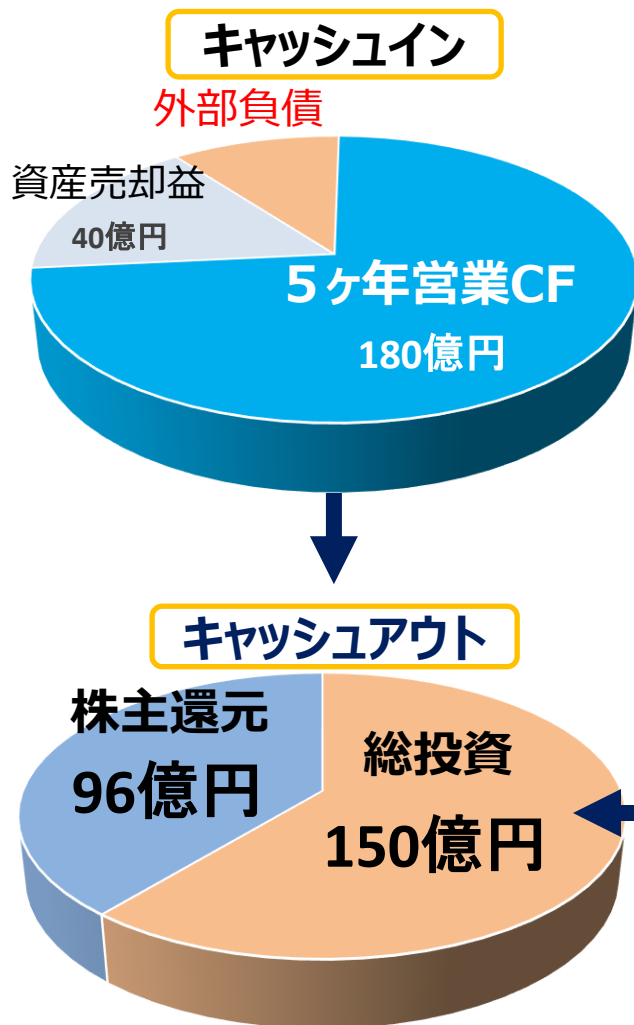 キャッシュイン
外部負債
資産売却益
40億円
５ヶ年営業CF
180億円
キャッシュアウト
株主還元
96億円
総投資
150億円